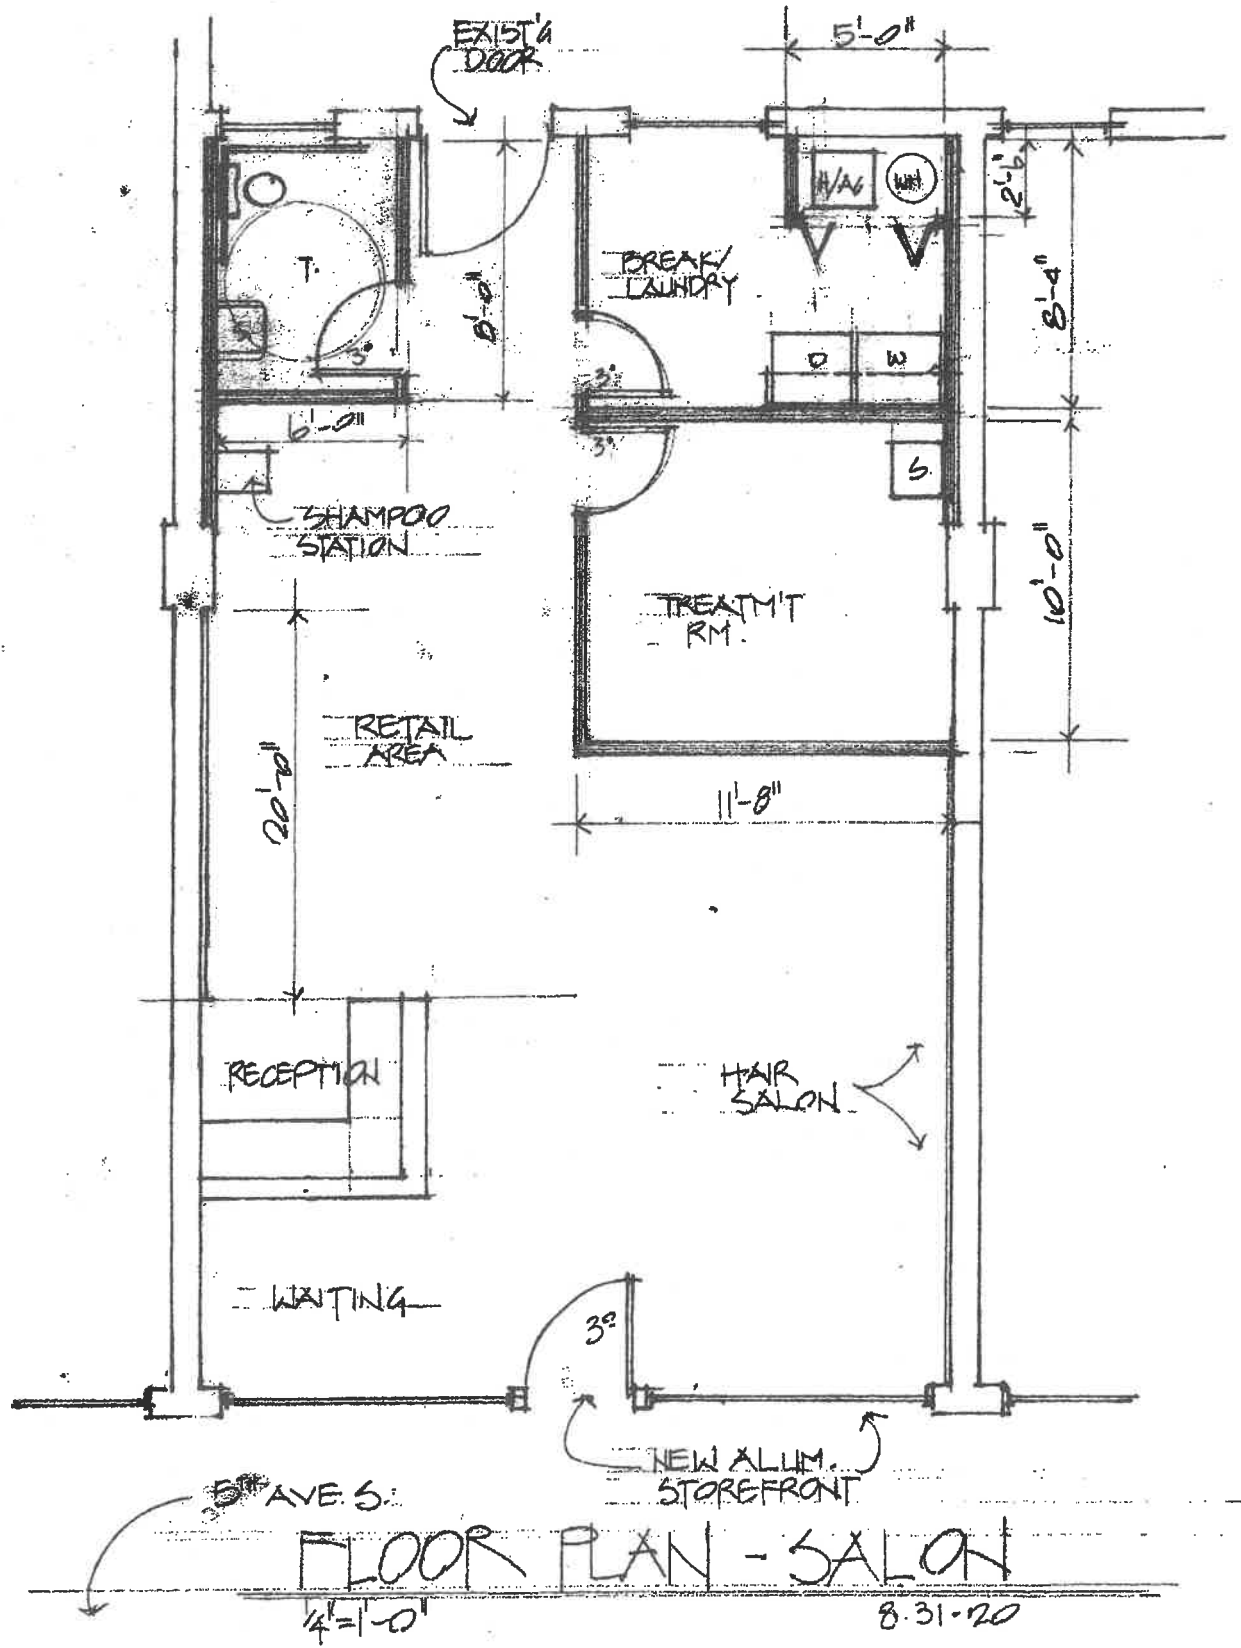 EXIST'G
DOOR
5'-0"
H/AC
WH
2'-6"
T.
BREAK/
LAUNDRY
8'-0"
8'-4"
3°
D
W
3°
6'-0"
3°
S
SHAMPOO
STATION
10'-0"
TREATM'T
RM.
RETAIL
AREA
20'-0"
11'-8"
RECEPTION
HAIR
SALON
WAITING
3°
NEW ALUM.
STOREFRONT
5TH AVE. S.
FLOOR PLAN - SALON
1/4"=1'-0"
8.31.20